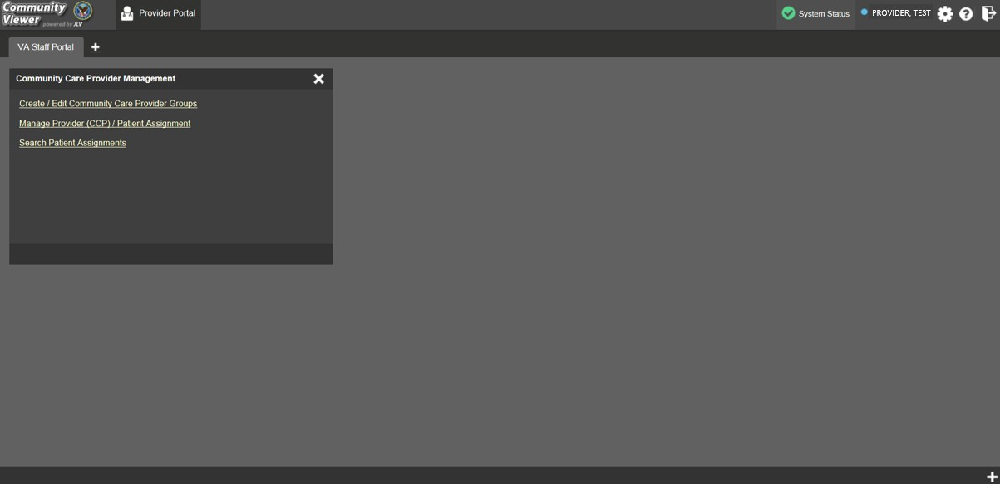 Community
Viewer powered by JLV
Provider Portal
System Status
PROVIDER, TEST
VA Staff Portal
Community Care Provider Management
Create / Edit Community Care Provider Groups
Manage Provider (CCP) / Patient Assignment
Search Patient Assignments